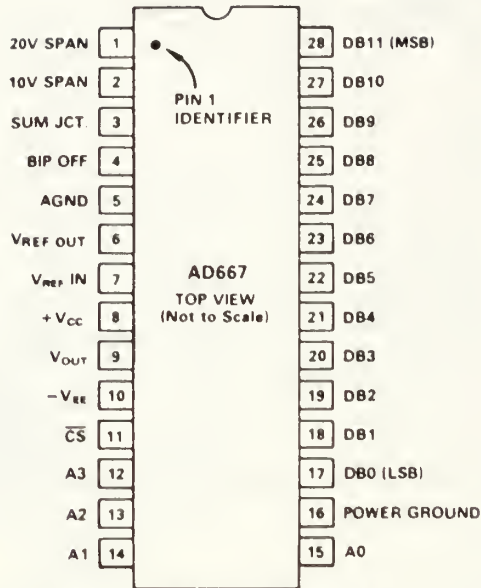 20V SPAN 1
10V SPAN 2
SUM JCT. 3
BIP OFF 4
AGND 5
VREF OUT 6
VREF IN 7
+VCC 8
VOUT 9
-VEE 10
CS 11
A3 12
A2 13
A1 14
PIN 1
IDENTIFIER
AD667
TOP VIEW
(Not to Scale)
28 DB11 (MSB)
27 DB10
26 DB9
25 DB8
24 DB7
23 DB6
22 DB5
21 DB4
20 DB3
19 DB2
18 DB1
17 DB0 (LSB)
16 POWER GROUND
15 A0